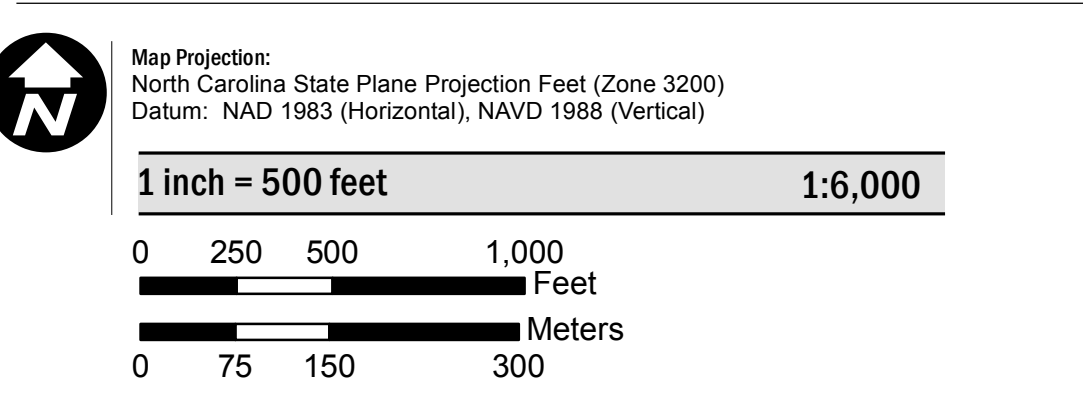 N
Map Projection:
North Carolina State Plane Projection Feet (Zone 3200)
Datum: NAD 1983 (Horizontal), NAVD 1988 (Vertical)
1 inch = 500 feet 1:6,000
0 250 500 1,000
Feet
Meters
0 75 150 300